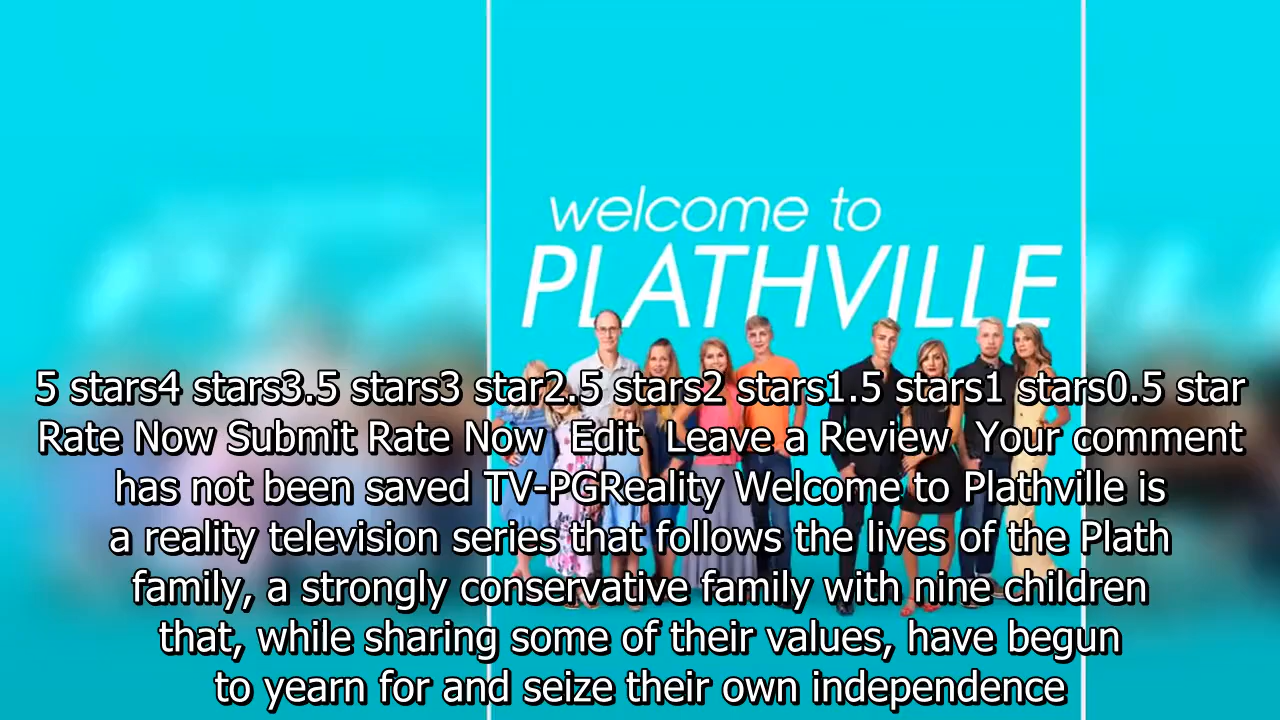 welcome to
PLATHVILLE
5 stars4 stars3.5 stars3 star2.5 stars2 stars1.5 stars1 stars0.5 star
Rate Now Submit Rate Now  Edit  Leave a Review  Your comment
has not been saved TV-PGReality Welcome to Plathville is
a reality television series that follows the lives of the Plath
family, a strongly conservative family with nine children
that, while sharing some of their values, have begun
to yearn for and seize their own independence